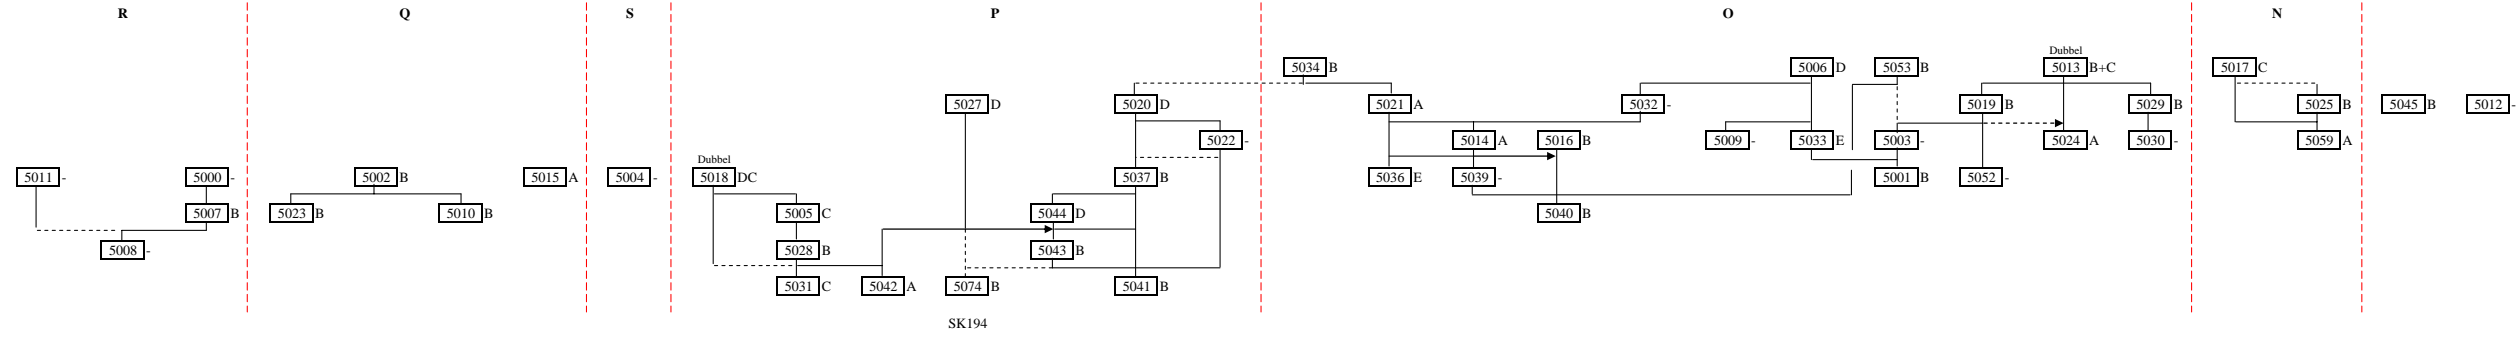 R Q S P O N
Dubbel
5034 B 5006 D 5053 B 5013 B+C 5017 C
5027 D 5020 D 5021 A 5032 - 5019 B 5029 B 5025 B 5045 B 5012 -
5022 - 5014 A 5016 B 5009 - 5033 E 5003 - 5024 A 5030 - 5059 A
Dubbel
5011 - 5000 - 5002 B 5015 A 5004 - 5018 DC 5037 B 5036 E 5039 - 5001 B 5052 -
5007 B 5023 B 5010 B 5005 C 5044 D 5040 B
5008 - 5028 B 5043 B
5031 C 5042 A 5074 B 5041 B
SK194